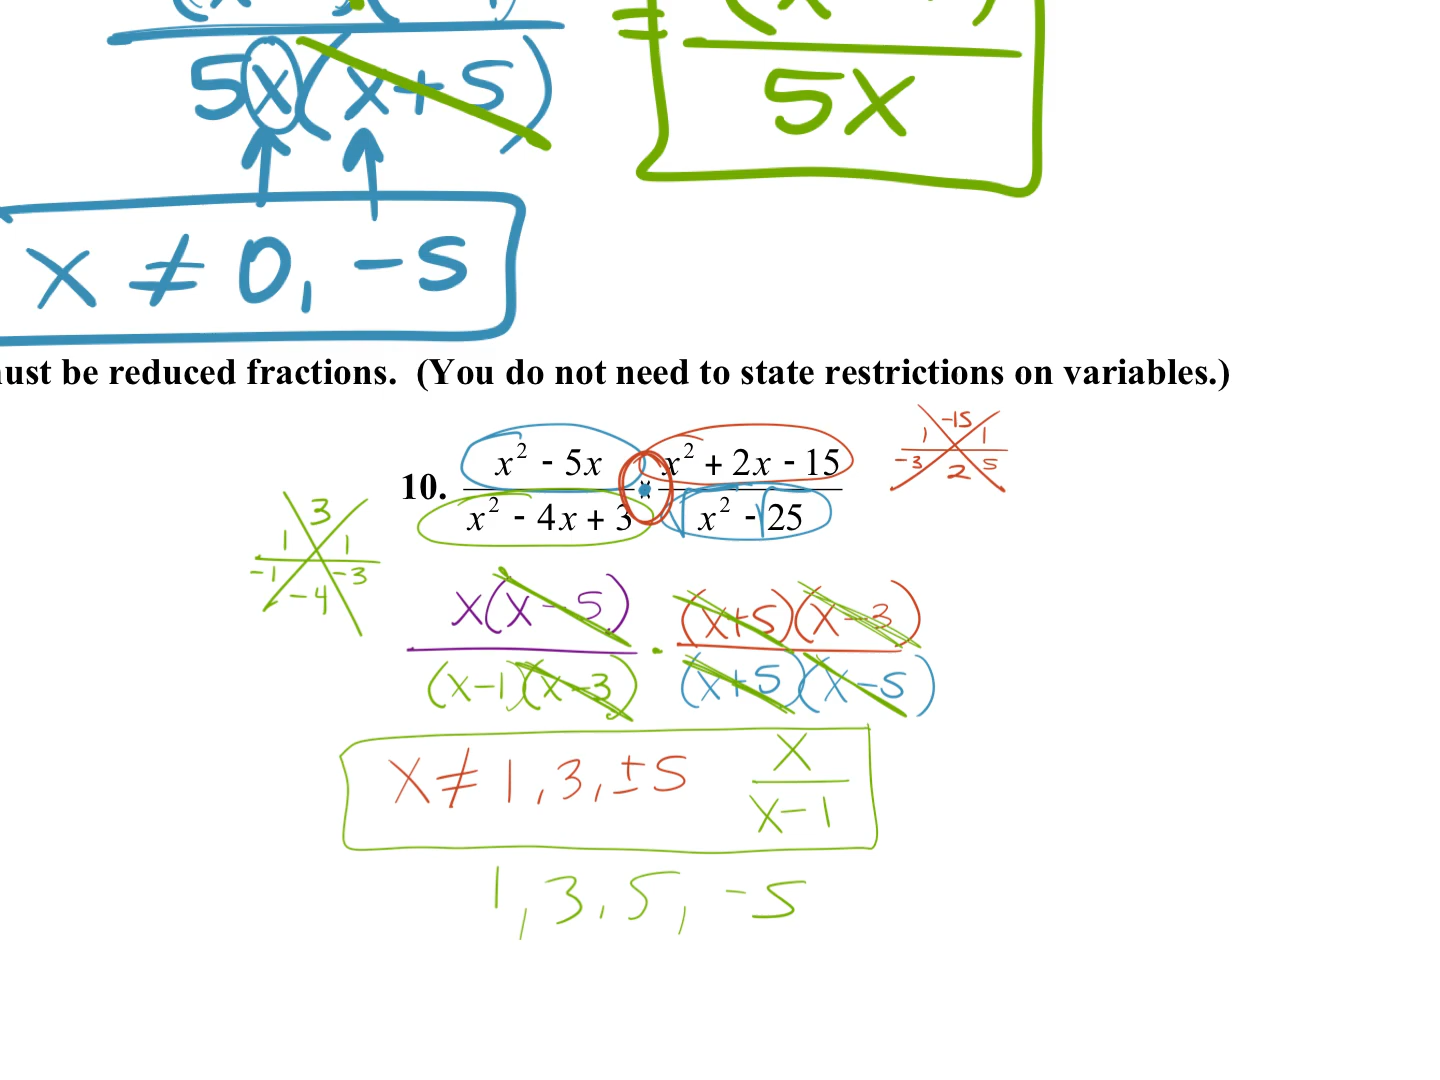 5x(x+5)
=
5x
x ≠ 0, -5
ust be reduced fractions. (You do not need to state restrictions on variables.)
10. x² - 5x / x² - 4x + 3 · x² + 2x - 15 / x² - 25
-15
1 1
-3 2 5
3
1 1
-1 -4 -3
x(x-5) / (x-1)(x-3) · (x+5)(x-3) / (x+5)(x-5)
x ≠ 1, 3, ±5 x / x-1
1, 3, 5, -5